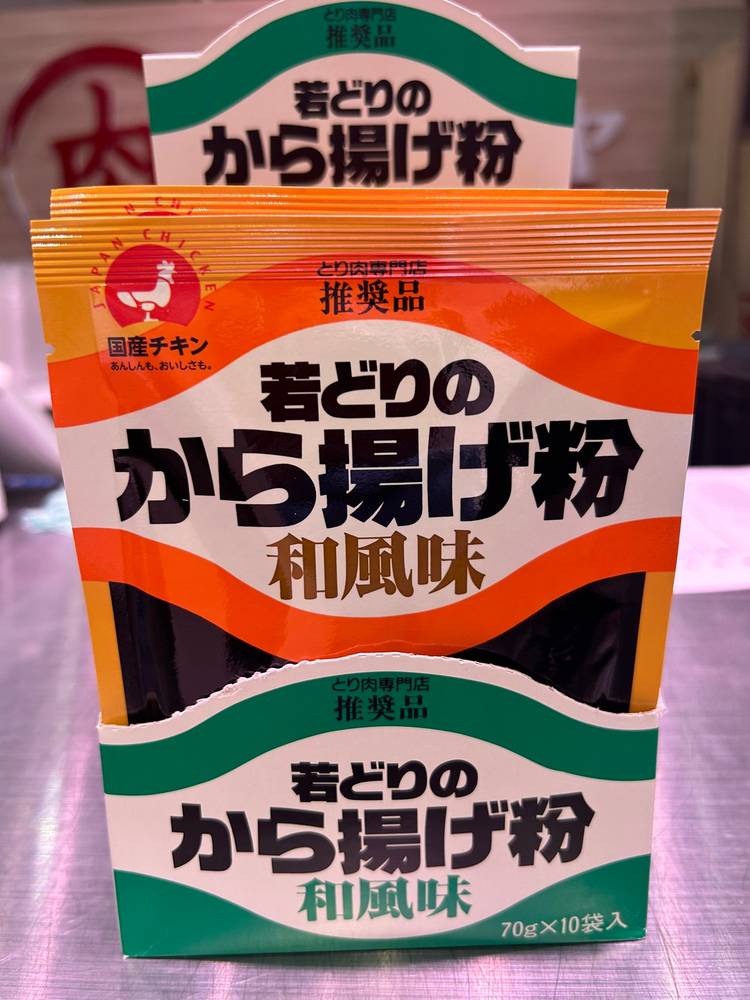 とり肉専門店
推奨品
若どりの
から揚げ粉
肉
JAPAN CHICKEN
国産チキン
あんしんも、おいしさも。
とり肉専門店
推奨品
若どりの
から揚げ粉
和風味
とり肉専門店
推奨品
若どりの
から揚げ粉
和風味
70g×10袋入